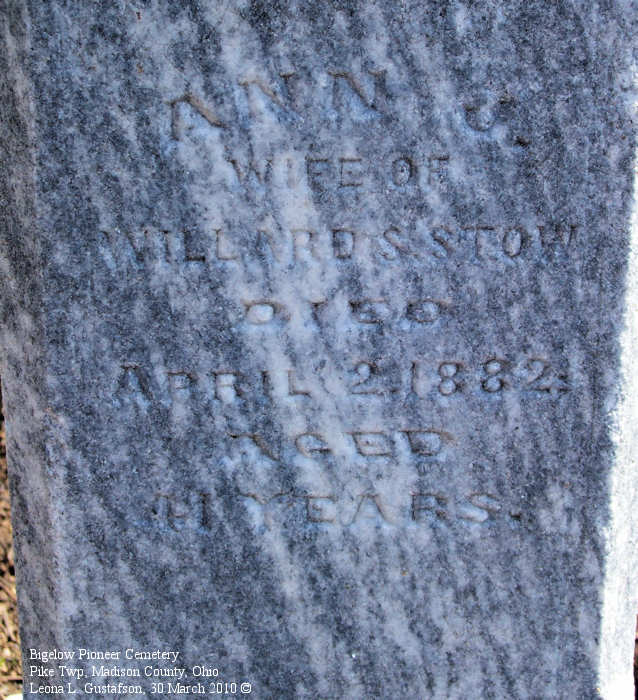 ANN J.
WIFE OF
WILLARD S. STOW
DIED
APRIL 2, 1882.
AGED
YEARS.
Bigelow Pioneer Cemetery
Pike Twp, Madison County, Ohio
Leona L. Gustafson, 30 March 2010 ©